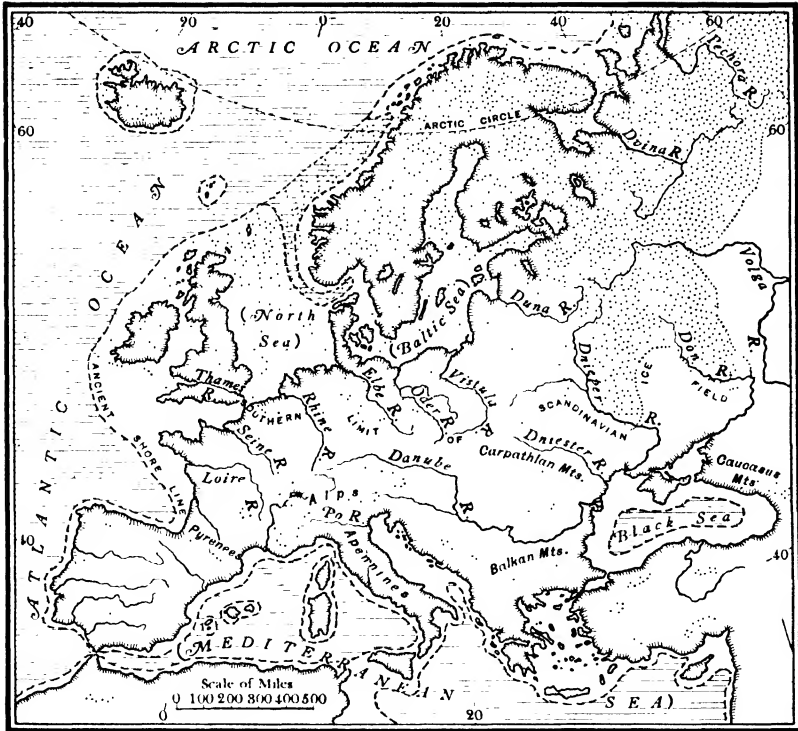 40 20 0 20 40 60
ARCTIC OCEAN
Pechora R.
60 60
ARCTIC CIRCLE
Dvina R.
ATLANTIC OCEAN
Volga R
(North Sea)
(Baltic Sea)
Duna R.
Dnieper R.
Don R.
ICE FIELD
Thames R.
Elbe R.
Oder R
Vistula R
SCANDINAVIAN
ANCIENT SHORE LINE
SOUTHERN LIMIT OF
Rhine R
Seine R
Dniester R.
Loire R
Danube R
Carpathian Mts.
Caucasus Mts.
Alps
Po R.
Black Sea
40 40
Pyrenees
Apennines
Balkan Mts.
(MEDITERRANEAN SEA)
Scale of Miles
0 100 200 300 400 500
0 20